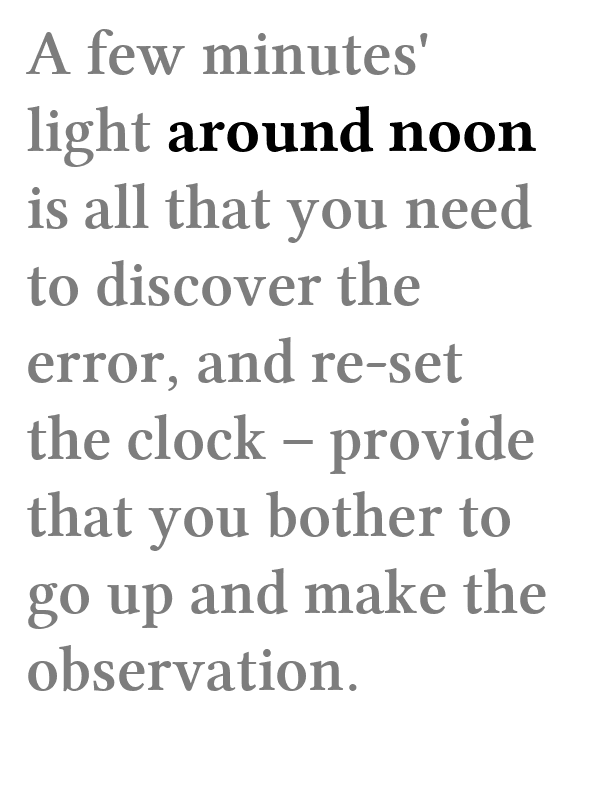 A few minutes'
light around noon
is all that you need
to discover the
error, and re-set
the clock – provide
that you bother to
go up and make the
observation.